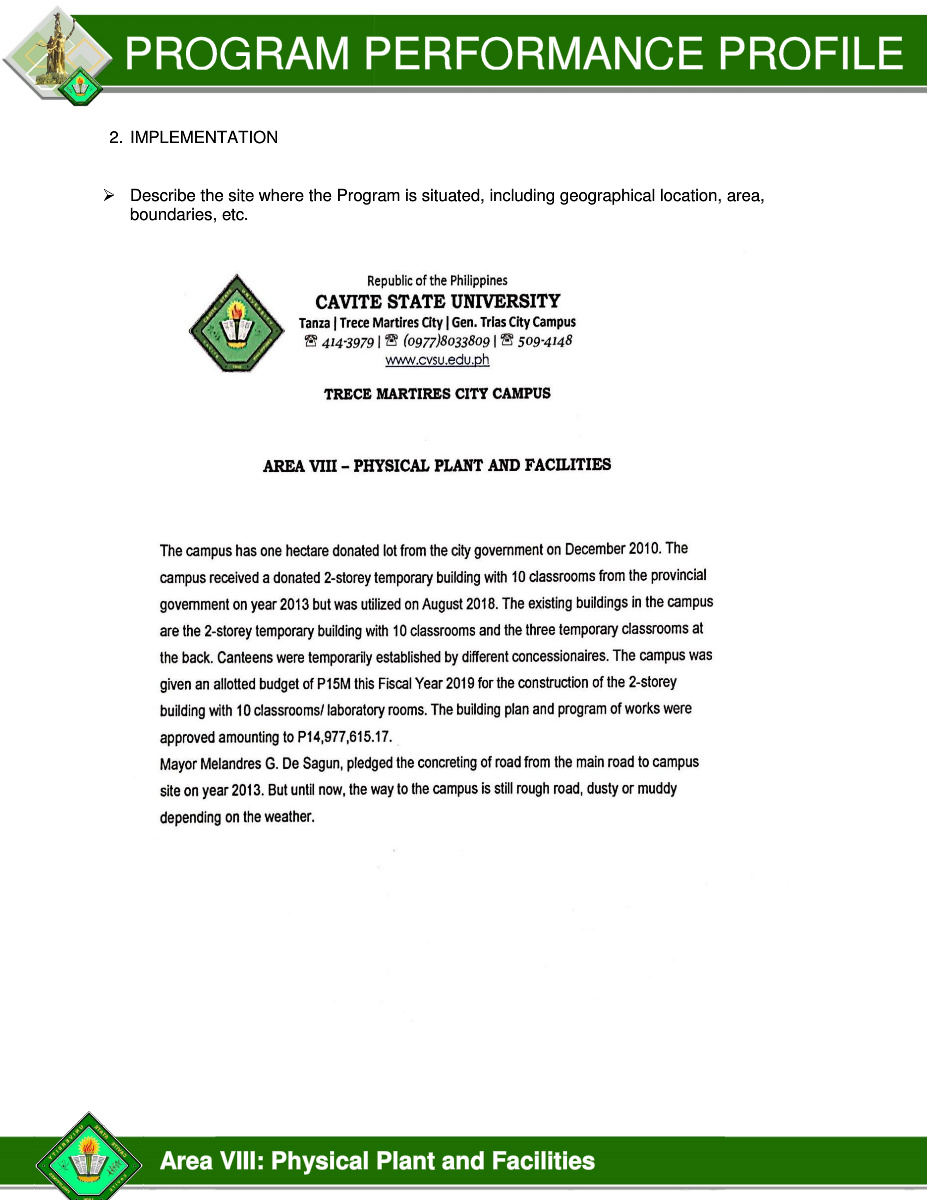 PROGRAM PERFORMANCE PROFILE
2. IMPLEMENTATION
➢ Describe the site where the Program is situated, including geographical location, area,
boundaries, etc.
Republic of the Philippines
CAVITE STATE UNIVERSITY
Tanza | Trece Martires City | Gen. Trias City Campus
☏ 414-3979 | ☏ (0977)8033809 | ☏ 509-4148
www.cvsu.edu.ph
TRECE MARTIRES CITY CAMPUS
AREA VIII – PHYSICAL PLANT AND FACILITIES
The campus has one hectare donated lot from the city government on December 2010. The
campus received a donated 2-storey temporary building with 10 classrooms from the provincial
government on year 2013 but was utilized on August 2018. The existing buildings in the campus
are the 2-storey temporary building with 10 classrooms and the three temporary classrooms at
the back. Canteens were temporarily established by different concessionaires. The campus was
given an allotted budget of P15M this Fiscal Year 2019 for the construction of the 2-storey
building with 10 classrooms/ laboratory rooms. The building plan and program of works were
approved amounting to P14,977,615.17.
Mayor Melandres G. De Sagun, pledged the concreting of road from the main road to campus
site on year 2013. But until now, the way to the campus is still rough road, dusty or muddy
depending on the weather.
Area VIII: Physical Plant and Facilities